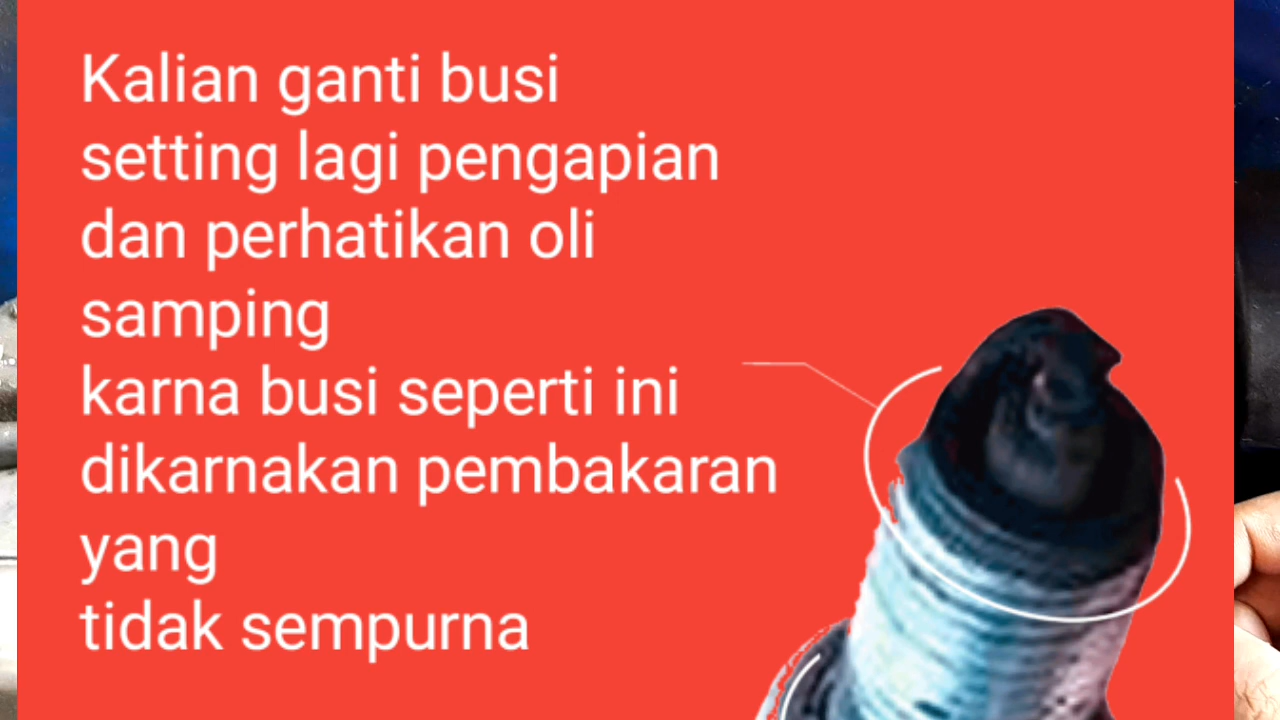 Kalian ganti busi
setting lagi pengapian
dan perhatikan oli
samping
karna busi seperti ini
dikarnakan pembakaran
yang
tidak sempurna